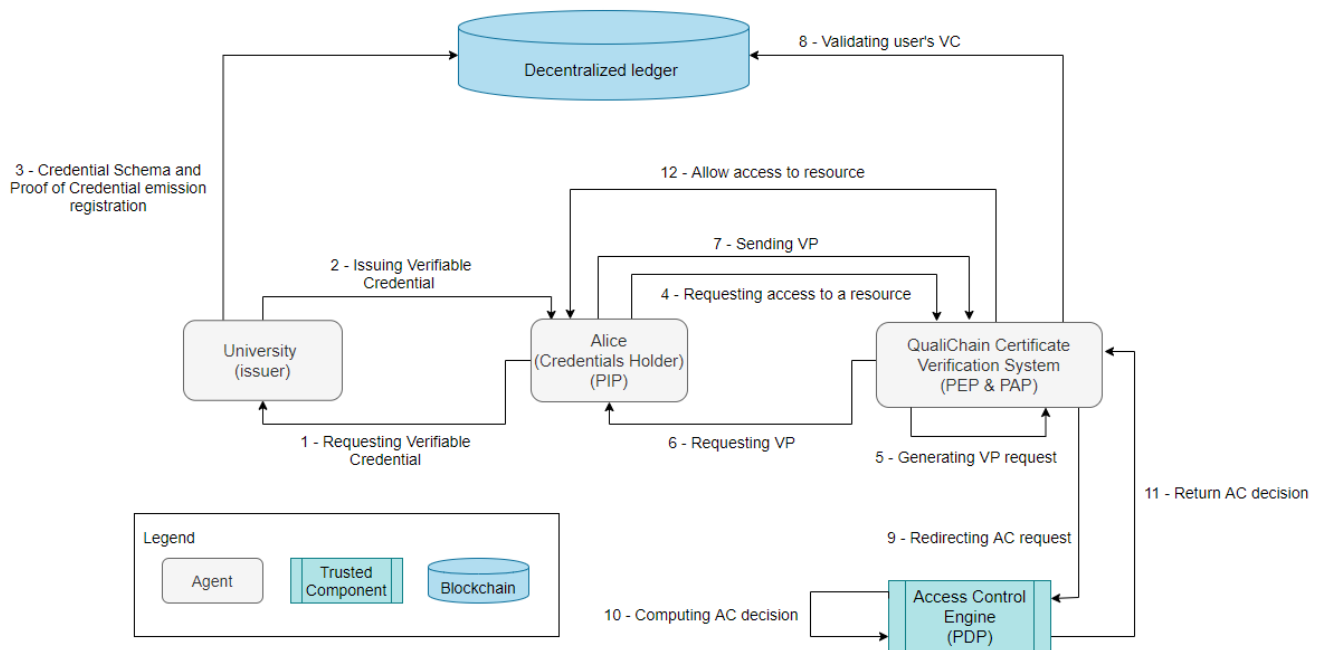 8 - Validating user's VC
Decentralized ledger
3 - Credential Schema and
Proof of Credential emission
registration
12 - Allow access to resource
7 - Sending VP
2 - Issuing Verifiable
Credential
4 - Requesting access to a resource
University
(issuer)
Alice
(Credentials Holder)
(PIP)
QualiChain Certificate
Verification System
(PEP & PAP)
1 - Requesting Verifiable
Credential
6 - Requesting VP
5 - Generating VP request
11 - Return AC decision
Legend
Agent
Trusted
Component
Blockchain
9 - Redirecting AC request
10 - Computing AC decision
Access Control
Engine
(PDP)